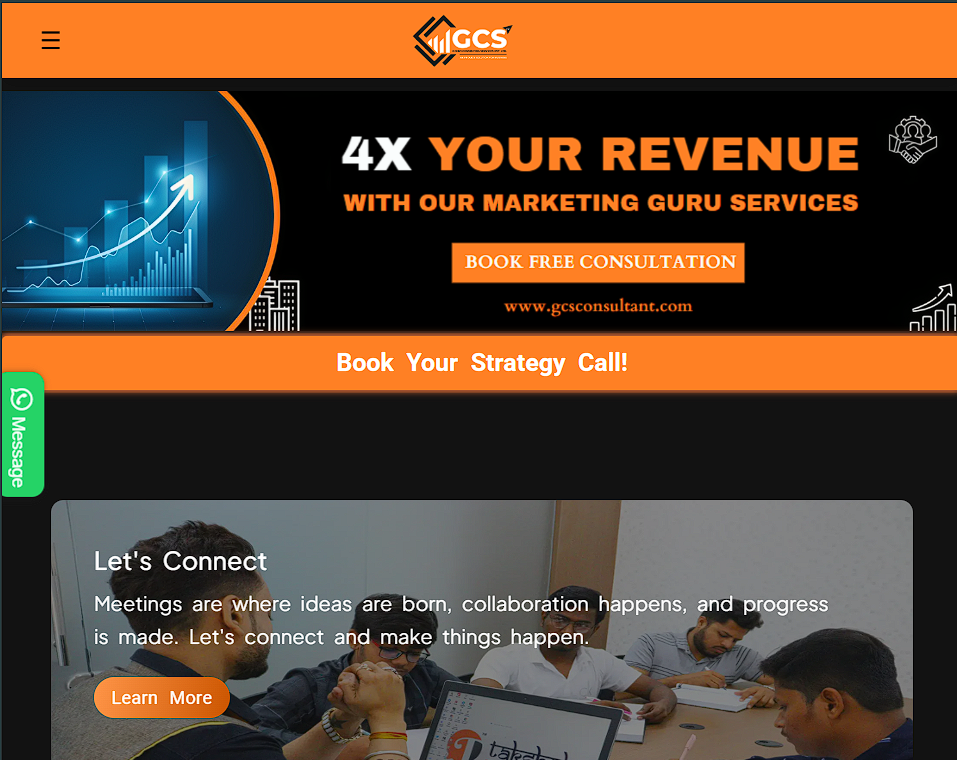 GCS
4X YOUR REVENUE
WITH OUR MARKETING GURU SERVICES
BOOK FREE CONSULTATION
www.gcsconsultant.com
Book Your Strategy Call!
Message
Let's Connect
Meetings are where ideas are born, collaboration happens, and progress
is made. Let's connect and make things happen.
Learn More